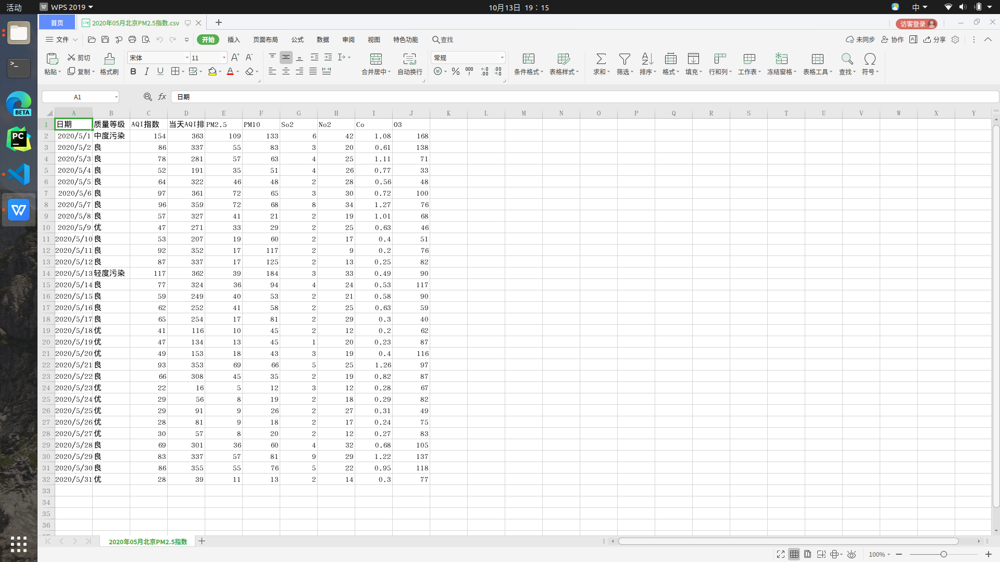 活动 WPS 2019 10月13日 19：15 中
首页 2020年05月北京PM2.5指数.csv 访客登录
文件 开始 插入 页面布局 公式 数据 审阅 视图 特色功能 查找 未同步 协作 分享
剪切 宋体 11 常规
粘贴 复制 格式刷 B I U A 合并居中 自动换行 条件格式 表格样式 求和 筛选 排序 格式 填充 行和列 工作表 冻结窗格 表格工具 查找 符号
A1 fx 日期
A B C D E F G H I J K L M N O P Q R S T U V W X Y
1 日期 质量等级 AQI指数 当天AQI排 PM2.5 PM10 So2 No2 Co O3
2 2020/5/1 中度污染 154 363 109 133 6 42 1.08 168
3 2020/5/2 良 86 337 55 83 3 20 0.61 138
4 2020/5/3 良 78 281 57 63 4 25 1.11 71
5 2020/5/4 良 52 191 35 51 4 26 0.77 33
6 2020/5/5 良 64 322 46 48 2 28 0.56 48
7 2020/5/6 良 97 361 72 65 3 30 0.72 100
8 2020/5/7 良 96 359 72 68 8 34 1.27 76
9 2020/5/8 良 57 327 41 21 2 19 1.01 68
10 2020/5/9 优 47 271 33 29 2 25 0.63 46
11 2020/5/10 良 53 207 19 60 2 17 0.4 51
12 2020/5/11 良 92 352 17 117 2 9 0.2 76
13 2020/5/12 良 87 337 17 125 2 13 0.25 82
14 2020/5/13 轻度污染 117 362 39 184 3 33 0.49 90
15 2020/5/14 良 77 324 36 94 4 24 0.53 117
16 2020/5/15 良 59 249 40 53 2 21 0.58 90
17 2020/5/16 良 62 252 41 58 2 25 0.63 59
18 2020/5/17 良 65 254 17 81 2 29 0.3 40
19 2020/5/18 优 41 116 10 45 2 12 0.2 62
20 2020/5/19 优 47 134 13 45 1 20 0.23 87
21 2020/5/20 优 49 153 18 43 3 19 0.4 116
22 2020/5/21 良 93 353 69 66 5 25 1.26 97
23 2020/5/22 良 66 308 45 35 2 19 0.82 87
24 2020/5/23 优 22 16 5 12 3 12 0.28 67
25 2020/5/24 优 29 56 8 19 2 18 0.29 82
26 2020/5/25 优 29 91 9 26 2 27 0.31 49
27 2020/5/26 优 28 81 9 18 2 17 0.24 75
28 2020/5/27 优 30 57 8 20 2 12 0.27 83
29 2020/5/28 良 69 301 36 60 4 32 0.68 105
30 2020/5/29 良 83 337 57 81 9 29 1.22 137
31 2020/5/30 良 86 355 55 76 5 22 0.95 118
32 2020/5/31 优 28 39 11 13 2 14 0.3 77
33
34
35
36
BETA
PC
2020年05月北京PM2.5指数
100%